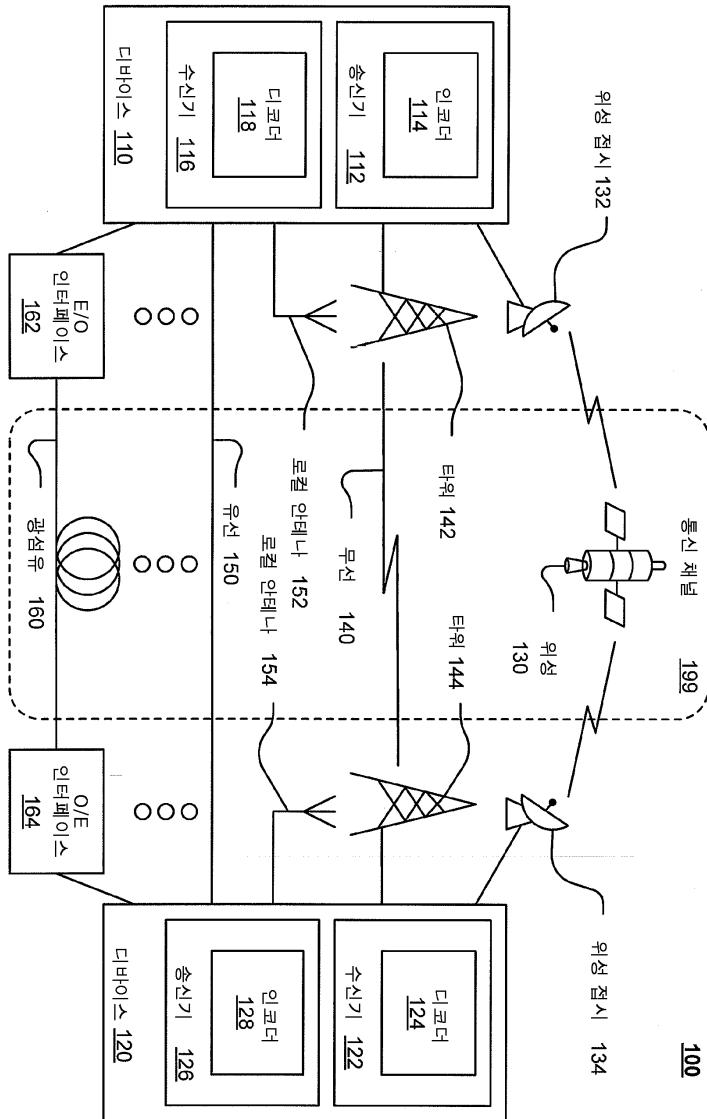 100
위성 접시 132
위성 접시 134
통신 채널 199
위성
130
인코더
114
송신기 112
디코더
118
수신기 116
디바이스 110
타워 142
타워 144
무선 140
로컬 안테나 152
로컬 안테나 154
유선 150
디코더
124
수신기 122
인코더
128
송신기 126
디바이스 120
E/O
인터페이스
162
광섬유 160
O/E
인터페이스
164